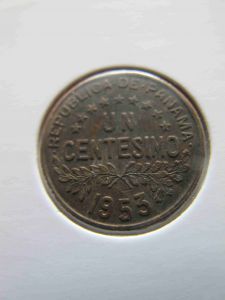 REPUBLICA DE PANAMA
UN
CENTESIMO
1953